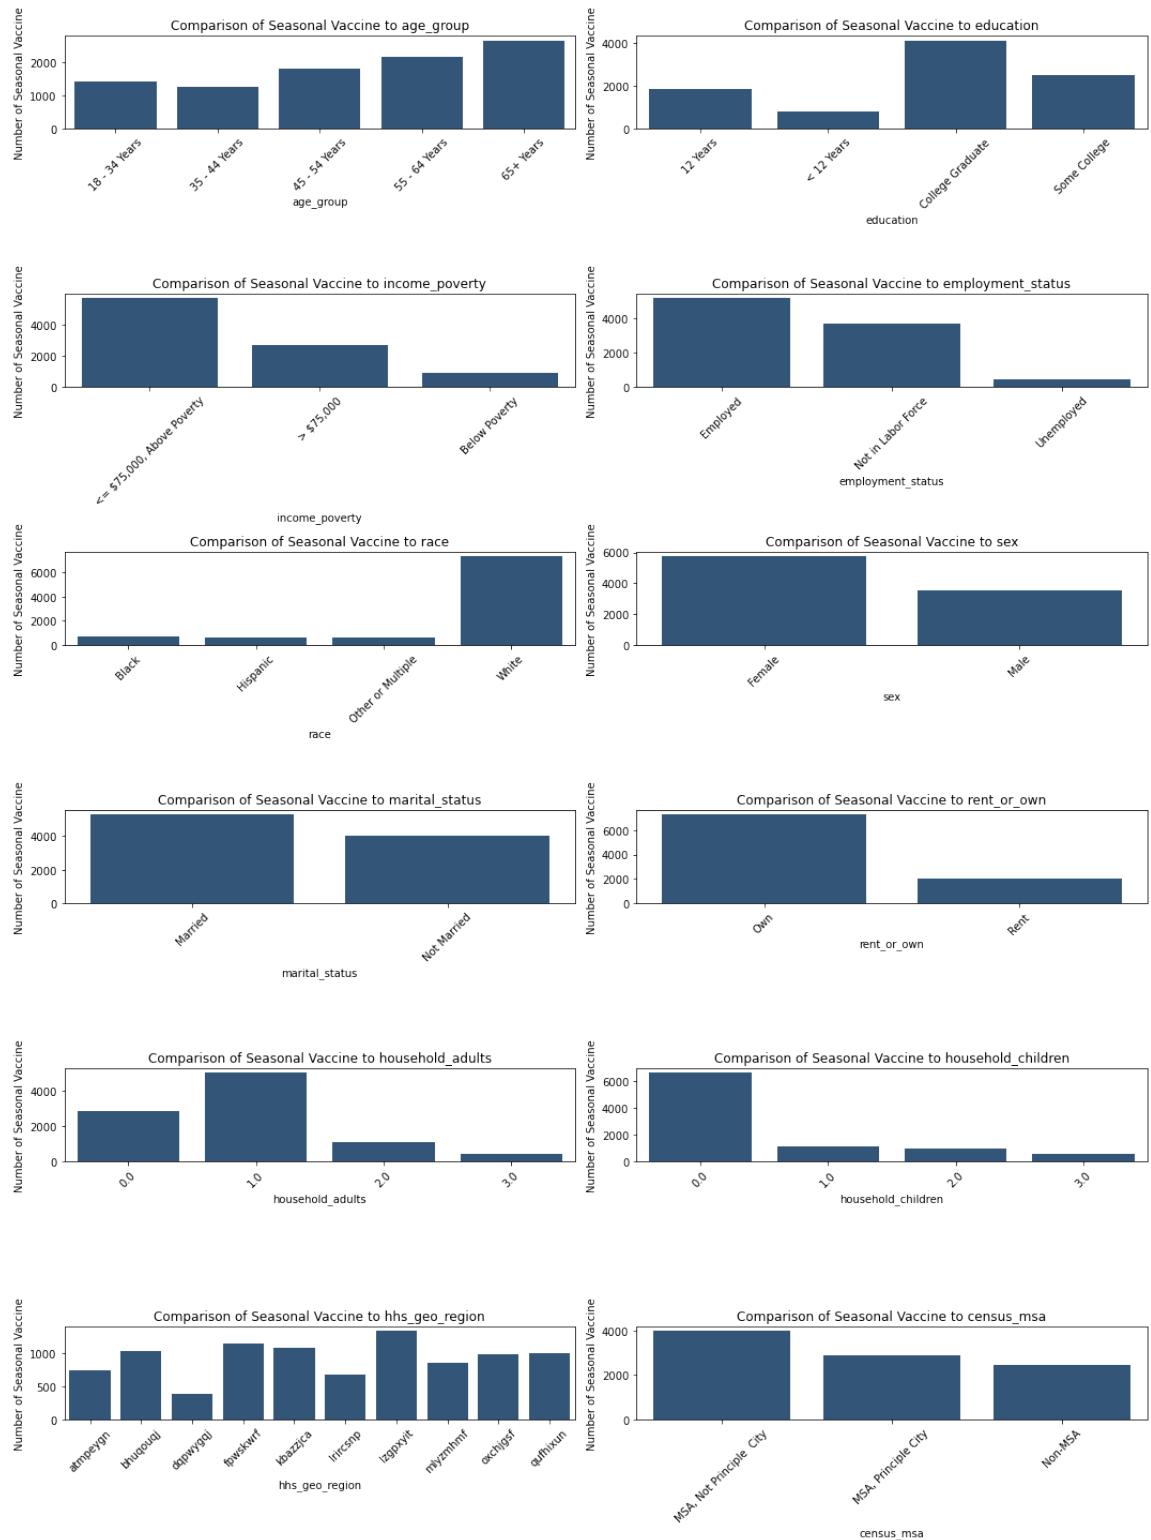 Comparison of Seasonal Vaccine to age_group
Number of Seasonal Vaccine
2000
1000
0
18 - 34 Years
35 - 44 Years
45 - 54 Years
55 - 64 Years
65+ Years
age_group
Comparison of Seasonal Vaccine to education
Number of Seasonal Vaccine
4000
2000
0
12 Years
< 12 Years
College Graduate
Some College
education
Comparison of Seasonal Vaccine to income_poverty
Number of Seasonal Vaccine
4000
2000
0
<= $75,000, Above Poverty
> $75,000
Below Poverty
income_poverty
Comparison of Seasonal Vaccine to employment_status
Number of Seasonal Vaccine
4000
2000
0
Employed
Not in Labor Force
Unemployed
employment_status
Comparison of Seasonal Vaccine to race
Number of Seasonal Vaccine
6000
4000
2000
0
Black
Hispanic
Other or Multiple
White
race
Comparison of Seasonal Vaccine to sex
Number of Seasonal Vaccine
6000
4000
2000
0
Female
Male
sex
Comparison of Seasonal Vaccine to marital_status
Number of Seasonal Vaccine
4000
2000
0
Married
Not Married
marital_status
Comparison of Seasonal Vaccine to rent_or_own
Number of Seasonal Vaccine
6000
4000
2000
0
Own
Rent
rent_or_own
Comparison of Seasonal Vaccine to household_adults
Number of Seasonal Vaccine
4000
2000
0
0.0
1.0
2.0
3.0
household_adults
Comparison of Seasonal Vaccine to household_children
Number of Seasonal Vaccine
6000
4000
2000
0
0.0
1.0
2.0
3.0
household_children
Comparison of Seasonal Vaccine to hhs_geo_region
Number of Seasonal Vaccine
1000
500
0
atmpeygn
bhuqouqj
dqpwygqj
fpwskwrf
kbazzjca
lrircsnp
lzgpxyit
mlyzmhmf
oxchjgsf
qufhixun
hhs_geo_region
Comparison of Seasonal Vaccine to census_msa
Number of Seasonal Vaccine
4000
2000
0
MSA, Not Principle  City
MSA, Principle City
Non-MSA
census_msa